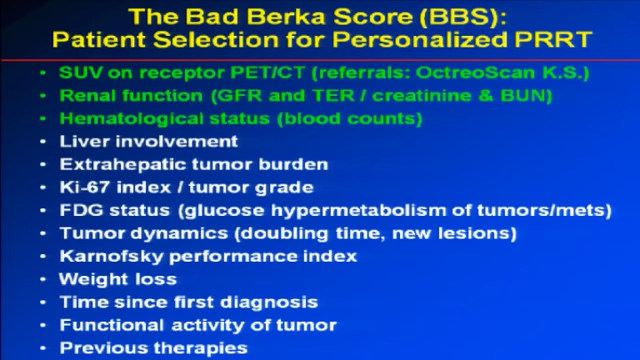 The Bad Berka Score (BBS):
Patient Selection for Personalized PRRT
• SUV on receptor PET/CT (referrals: OctreoScan K.S.)
• Renal function (GFR and TER / creatinine & BUN)
• Hematological status (blood counts)
• Liver involvement
• Extrahepatic tumor burden
• Ki-67 index / tumor grade
• FDG status (glucose hypermetabolism of tumors/mets)
• Tumor dynamics (doubling time, new lesions)
• Karnofsky performance index
• Weight loss
• Time since first diagnosis
• Functional activity of tumor
• Previous therapies